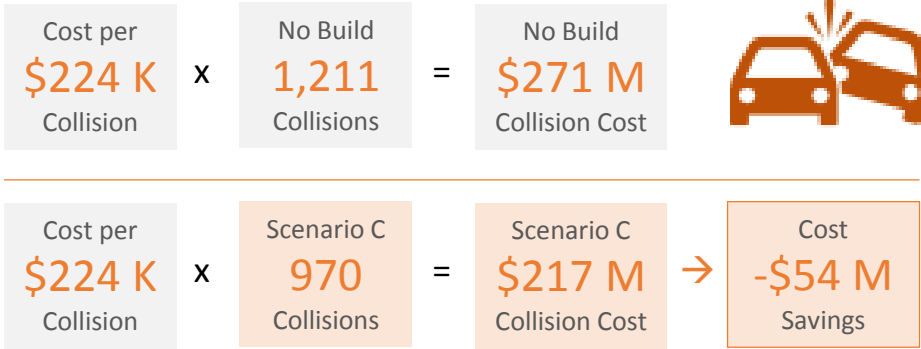 Cost per No Build No Build
$224 K x 1,211 = $271 M
Collision Collisions Collision Cost
Cost per Scenario C Scenario C Cost
$224 K x 970 = $217 M → -$54 M
Collision Collisions Collision Cost Savings